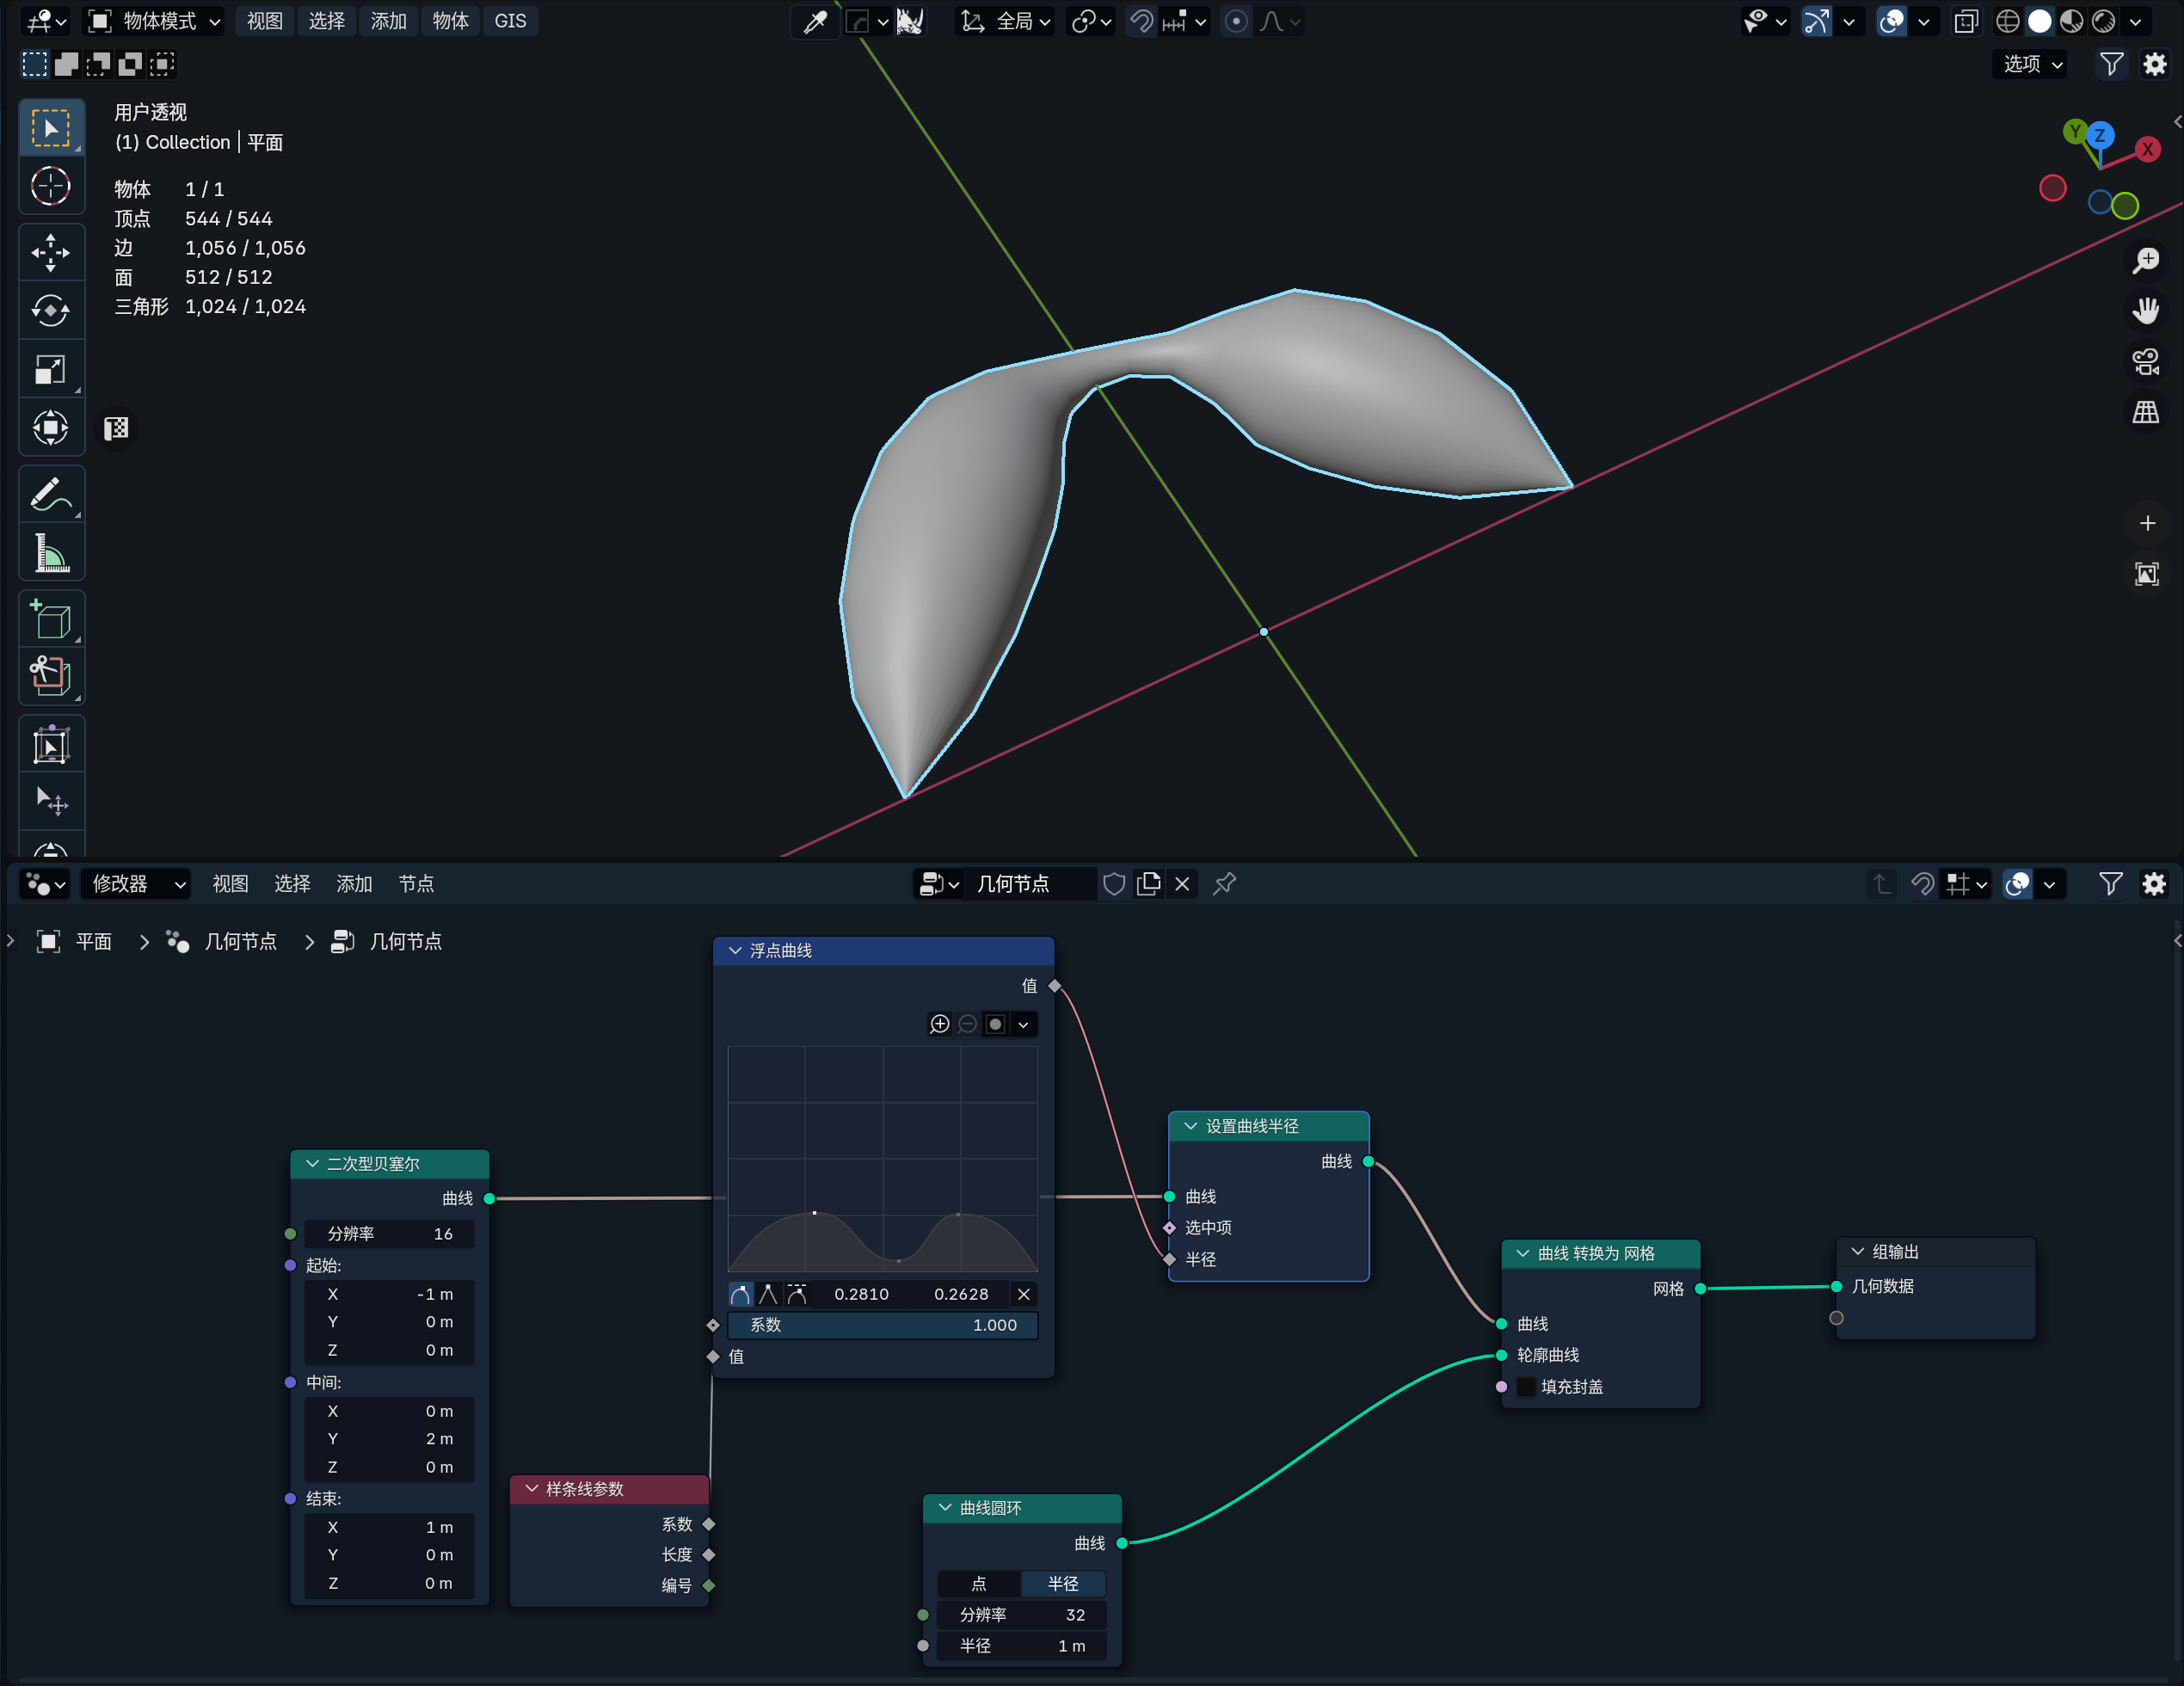 物体模式 视图 选择 添加 物体 GIS 全局
选项
用户透视
(1) Collection | 平面
物体 1 / 1
顶点 544 / 544
边 1,056 / 1,056
面 512 / 512
三角形 1,024 / 1,024
Y Z X
修改器 视图 选择 添加 节点 几何节点
平面 几何节点 几何节点
浮点曲线
值
0.2810 0.2628
系数 1.000
值
二次型贝塞尔
曲线
分辨率 16
起始:
X -1 m
Y 0 m
Z 0 m
中间:
X 0 m
Y 2 m
Z 0 m
结束:
X 1 m
Y 0 m
Z 0 m
样条线参数
系数
长度
编号
设置曲线半径
曲线
曲线
选中项
半径
曲线圆环
曲线
点 半径
分辨率 32
半径 1 m
曲线 转换为 网格
网格
曲线
轮廓曲线
填充封盖
组输出
几何数据